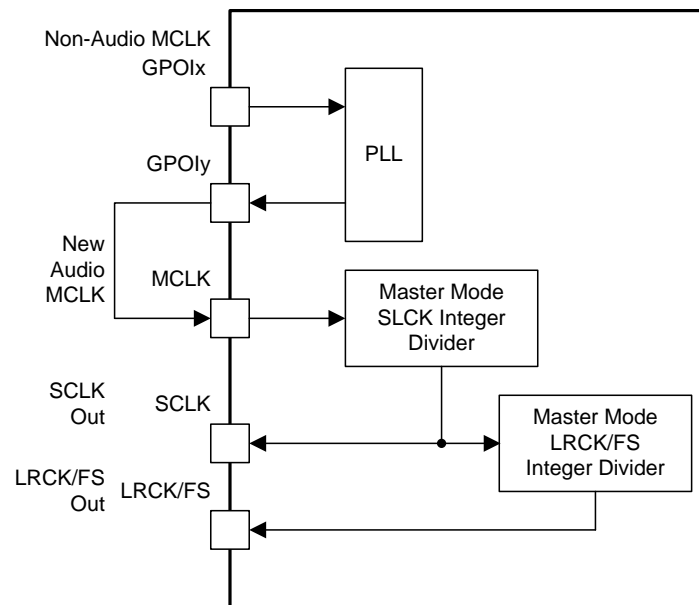 Non-Audio MCLK
GPOIx
PLL
GPOIy
New
Audio
MCLK
MCLK
Master Mode
SLCK Integer
Divider
SCLK
Out
SCLK
Master Mode
LRCK/FS
Integer Divider
LRCK/FS
Out
LRCK/FS